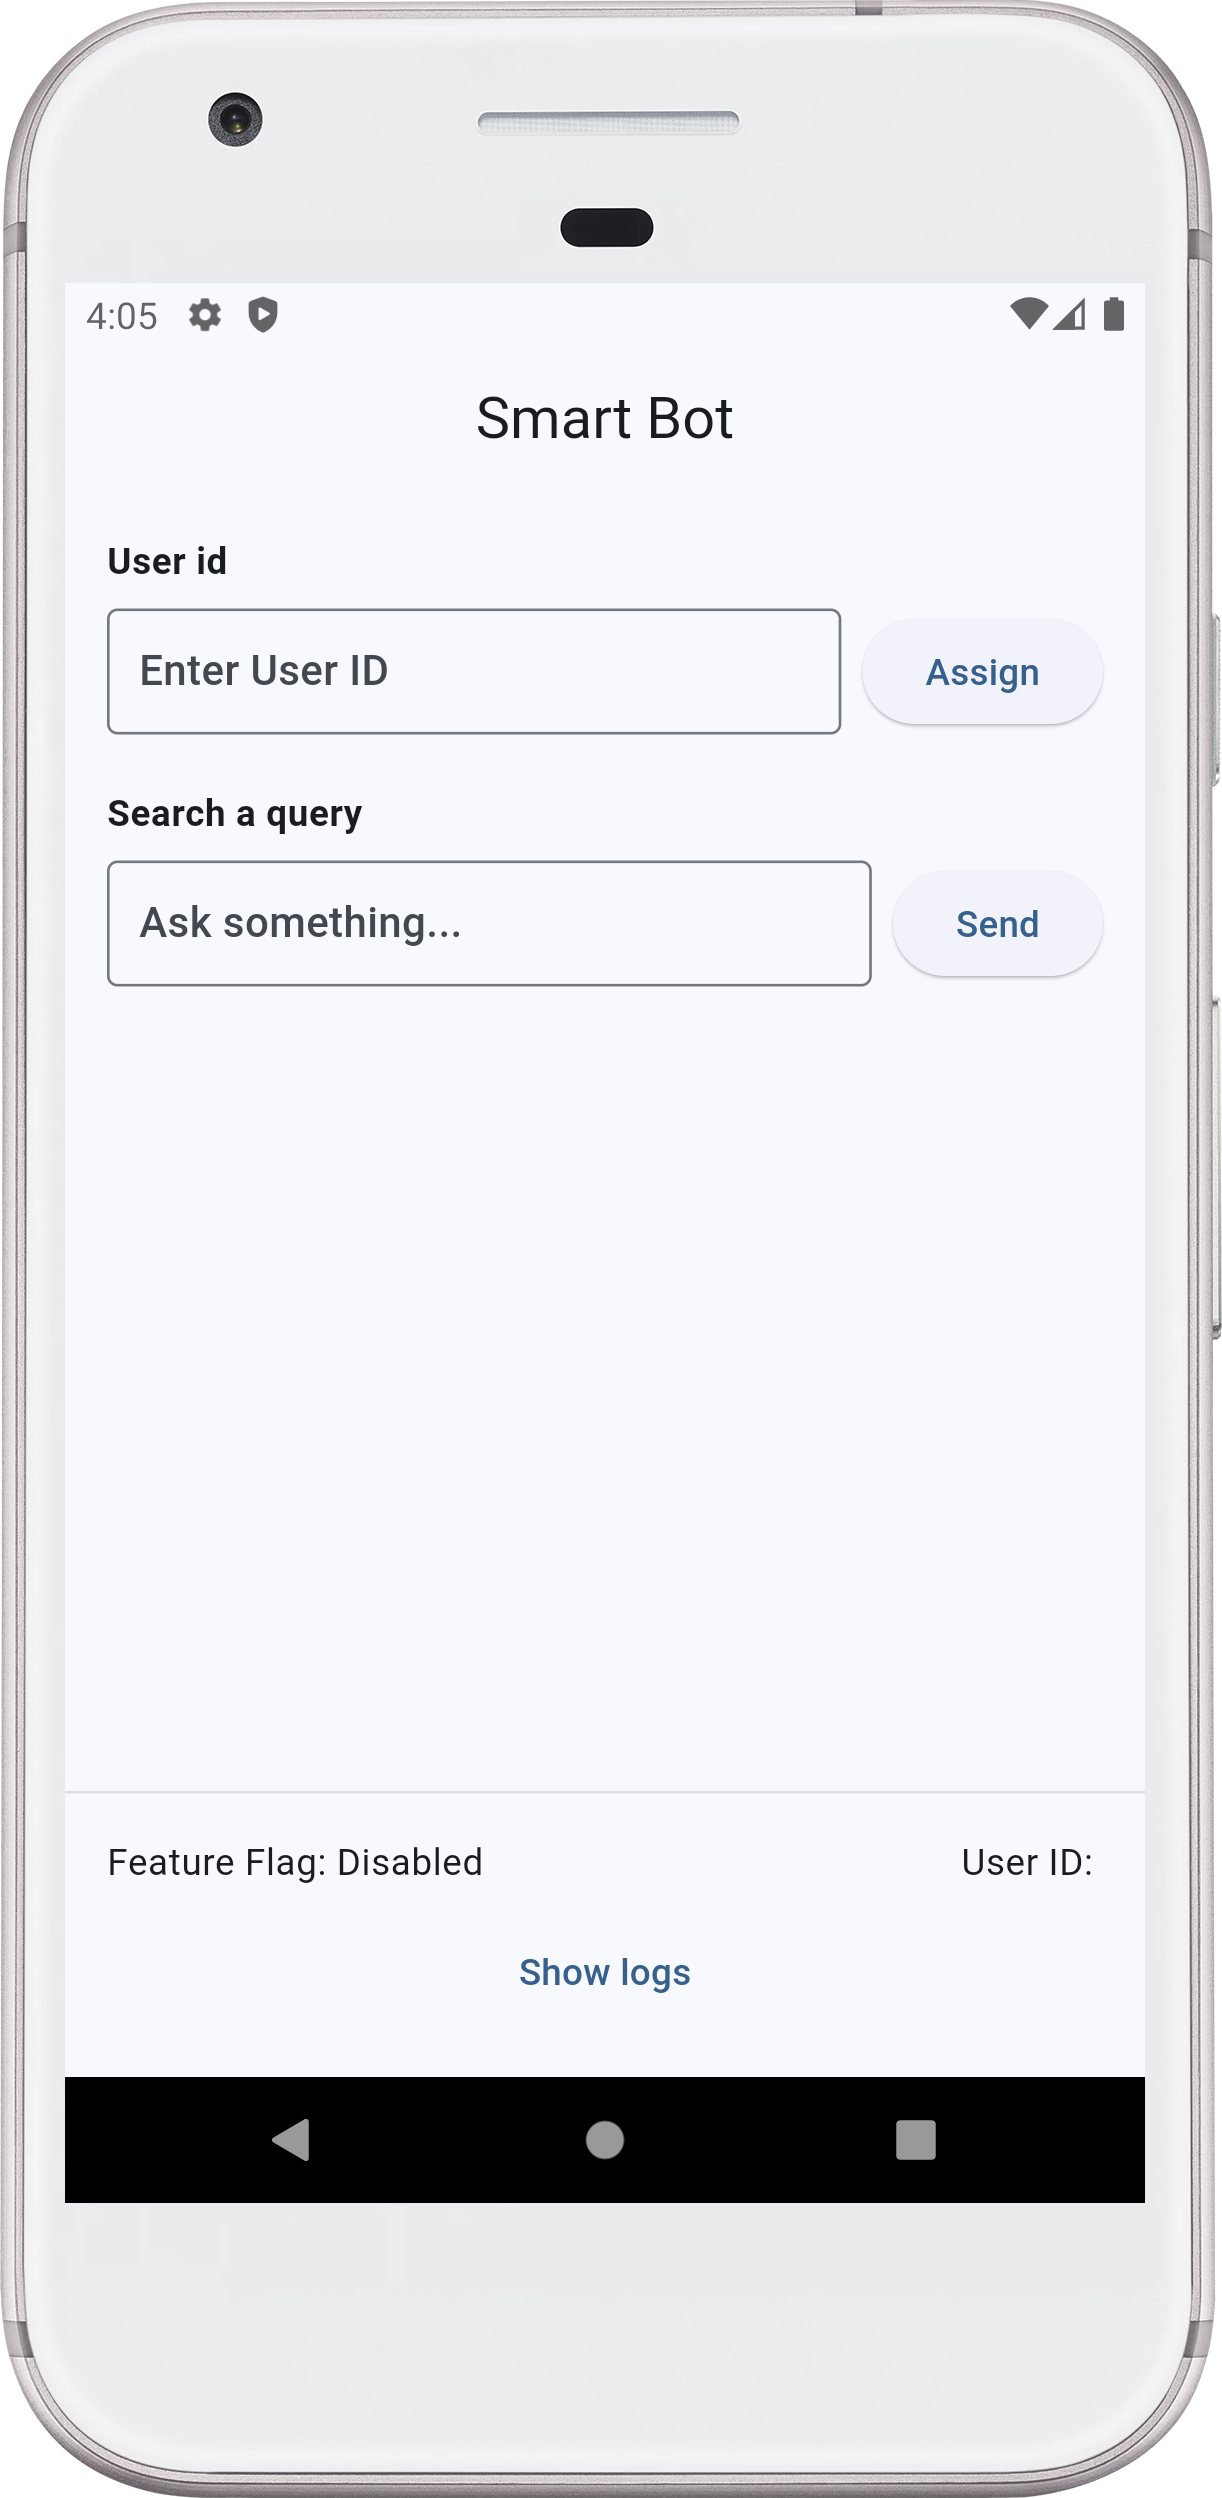 4:05
Smart Bot
User id
Enter User ID
Assign
Search a query
Ask something...
Send
Feature Flag: Disabled
User ID:
Show logs